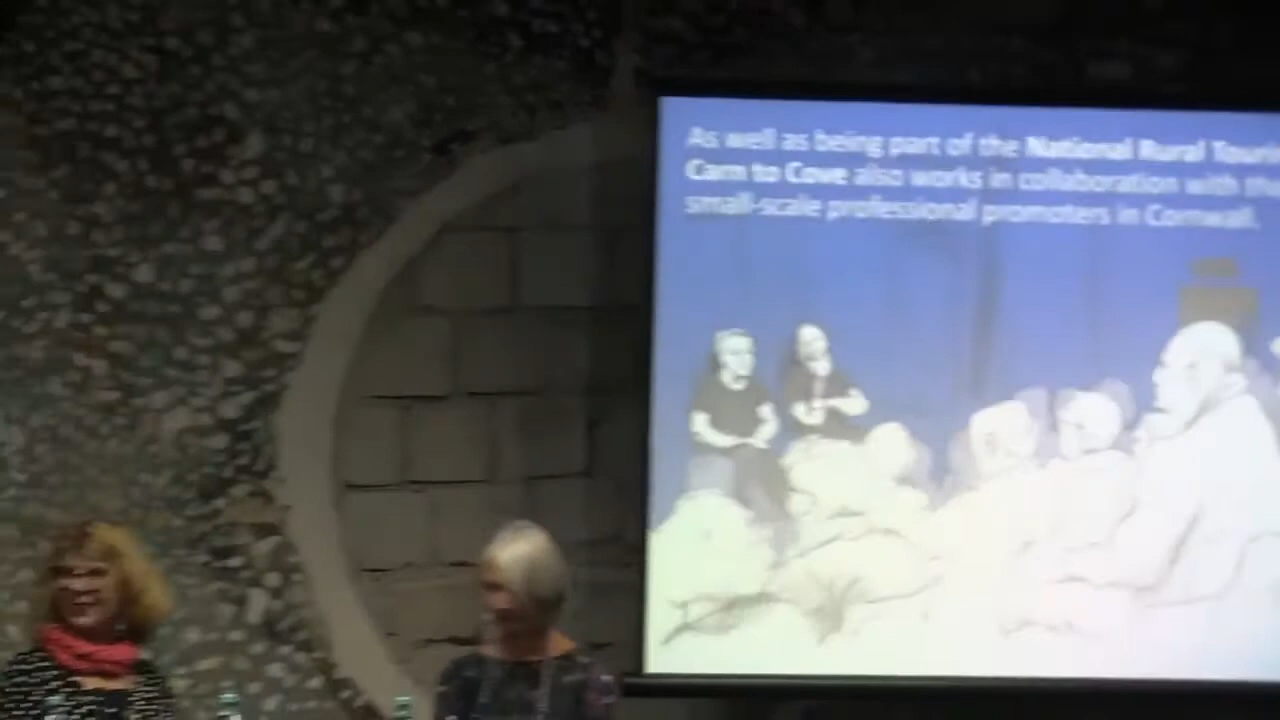 As well as being part of the National Rural Touri
Carn to Cove also works in collaboration with the
small-scale professional promoters in Cornwall.